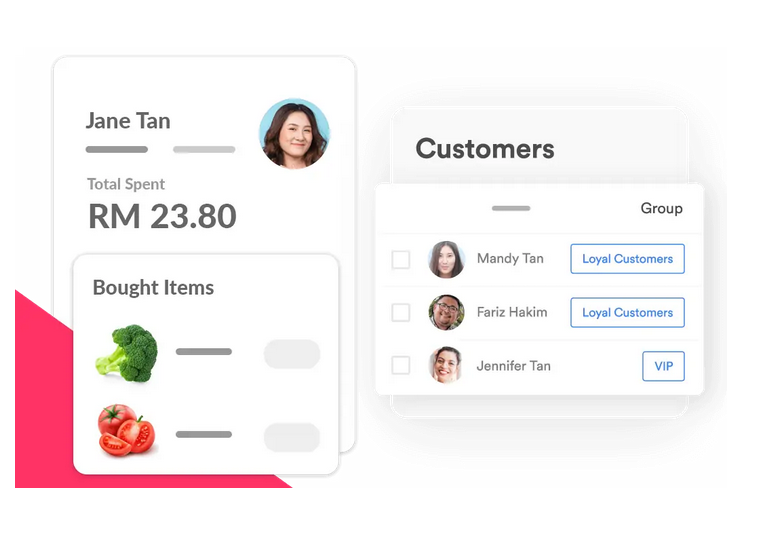 Jane Tan
Total Spent
RM 23.80
Bought Items
Customers
Group
Mandy Tan Loyal Customers
Fariz Hakim Loyal Customers
Jennifer Tan VIP